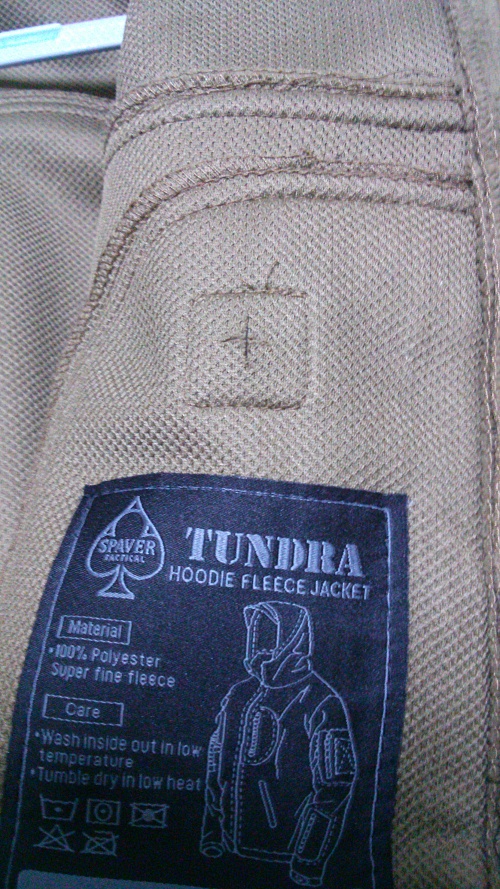 SPAVER
TACTICAL
TUNDRA
HOODIE FLEECE JACKET
Material
•100% Polyester
Super fine fleece
Care
•Wash inside out in low
temperature
•Tumble dry in low heat